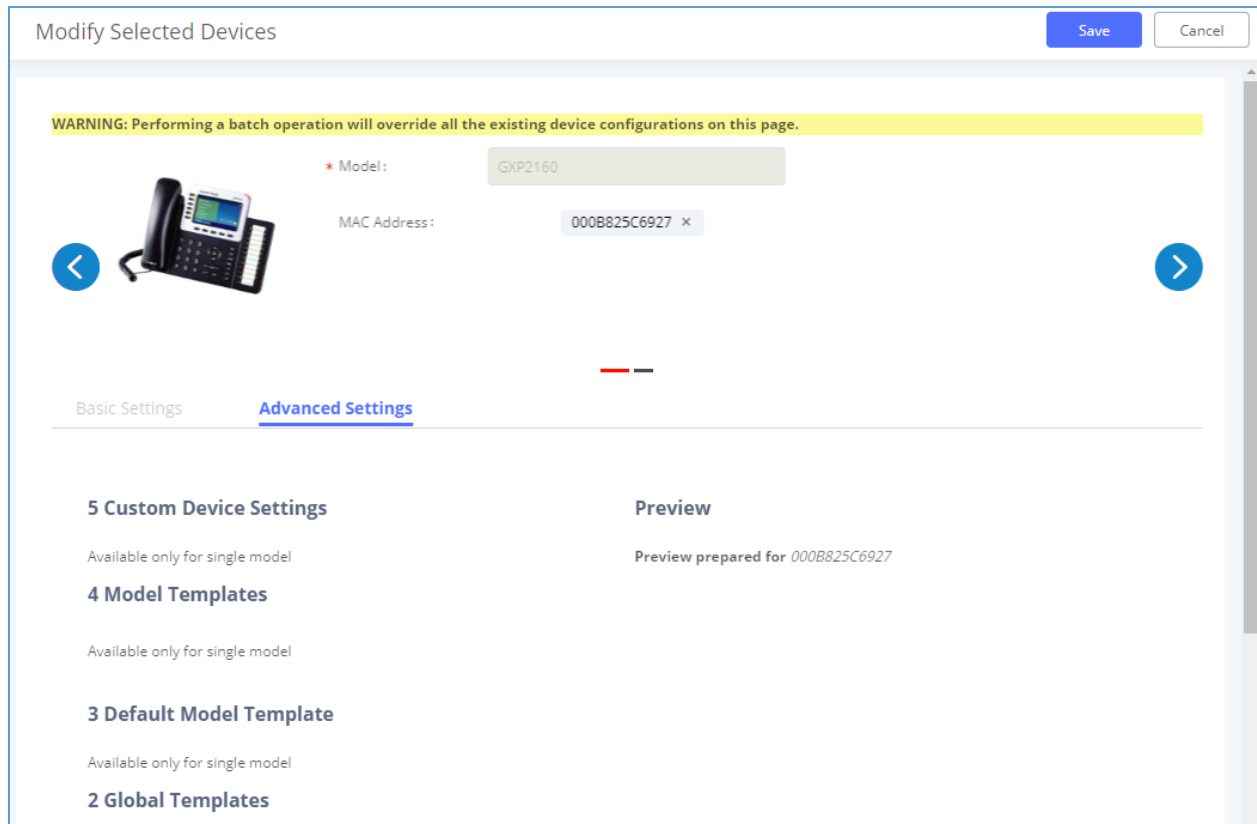 Modify Selected Devices
Save
Cancel
WARNING: Performing a batch operation will override all the existing device configurations on this page.
* Model:
GXP2160
MAC Address:
000B825C6927 ×
Basic Settings
Advanced Settings
5 Custom Device Settings
Preview
Available only for single model
Preview prepared for 000B825C6927
4 Model Templates
Available only for single model
3 Default Model Template
Available only for single model
2 Global Templates